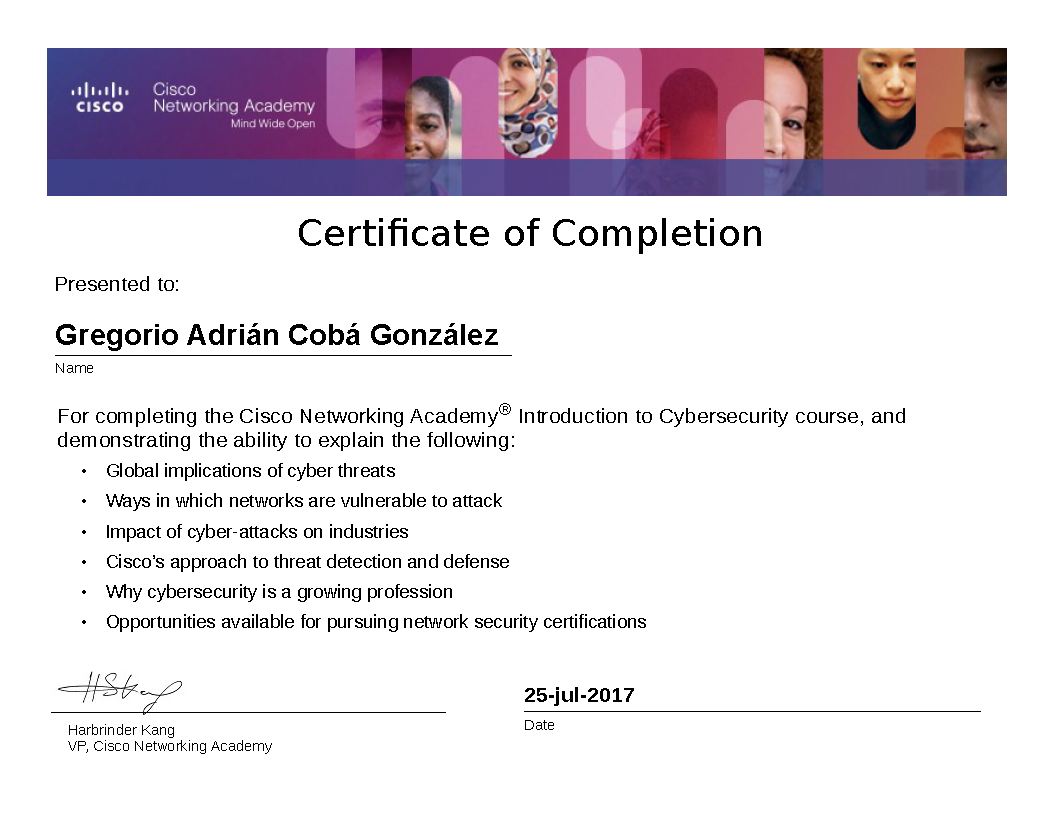 CISCO
Cisco
Networking Academy
Mind Wide Open
Certificate of Completion
Presented to:
Gregorio Adrián Cobá González
Name
For completing the Cisco Networking Academy® Introduction to Cybersecurity course, and
demonstrating the ability to explain the following:
• Global implications of cyber threats
• Ways in which networks are vulnerable to attack
• Impact of cyber-attacks on industries
• Cisco’s approach to threat detection and defense
• Why cybersecurity is a growing profession
• Opportunities available for pursuing network security certifications
25-jul-2017
Harbrinder Kang
VP, Cisco Networking Academy
Date